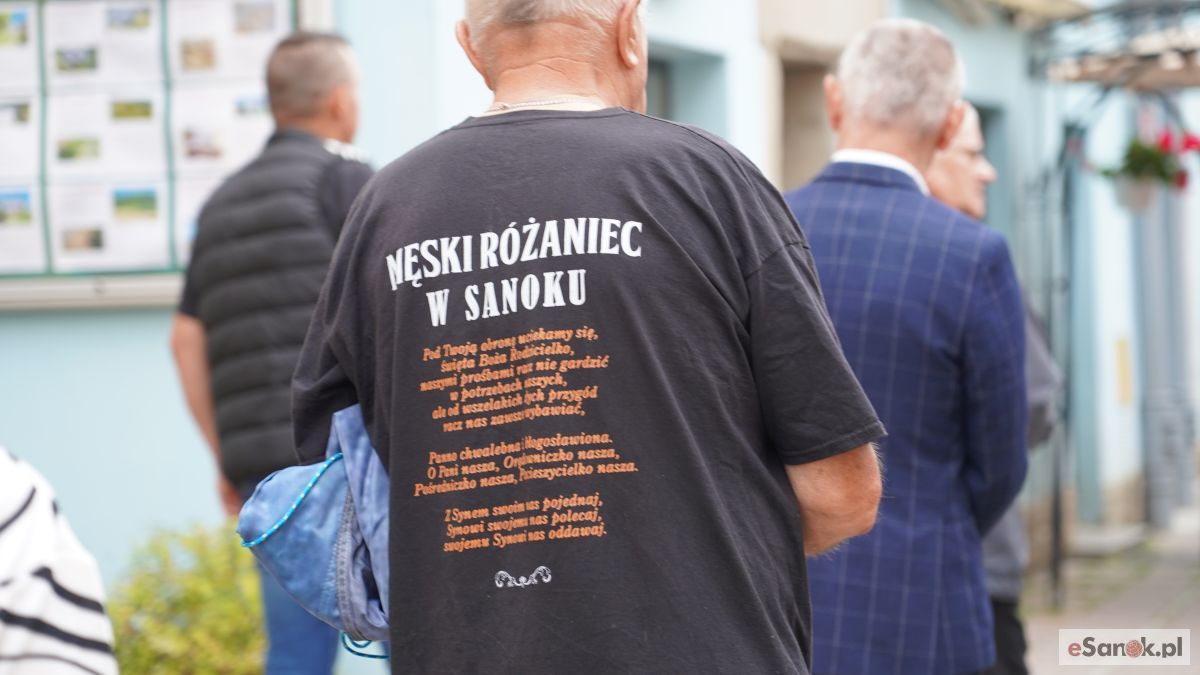 MĘSKI RÓŻANIEC
W SANOKU
Pod Twoją obronę uciekamy się,
święta Boża Rodzicielko,
naszymi prośbami racz nie gardzić
w potrzebach naszych,
ale od wszelakich złych przygód
racz nas zawsze wybawiać,
Panno chwalebna i błogosławiona.
O Pani nasza, Orędowniczko nasza,
Pośredniczko nasza, Pocieszycielko nasza.
Z Synem swoim nas pojednaj,
Synowi swojemu nas polecaj,
swojemu Synowi nas oddawaj.
eSanok.pl